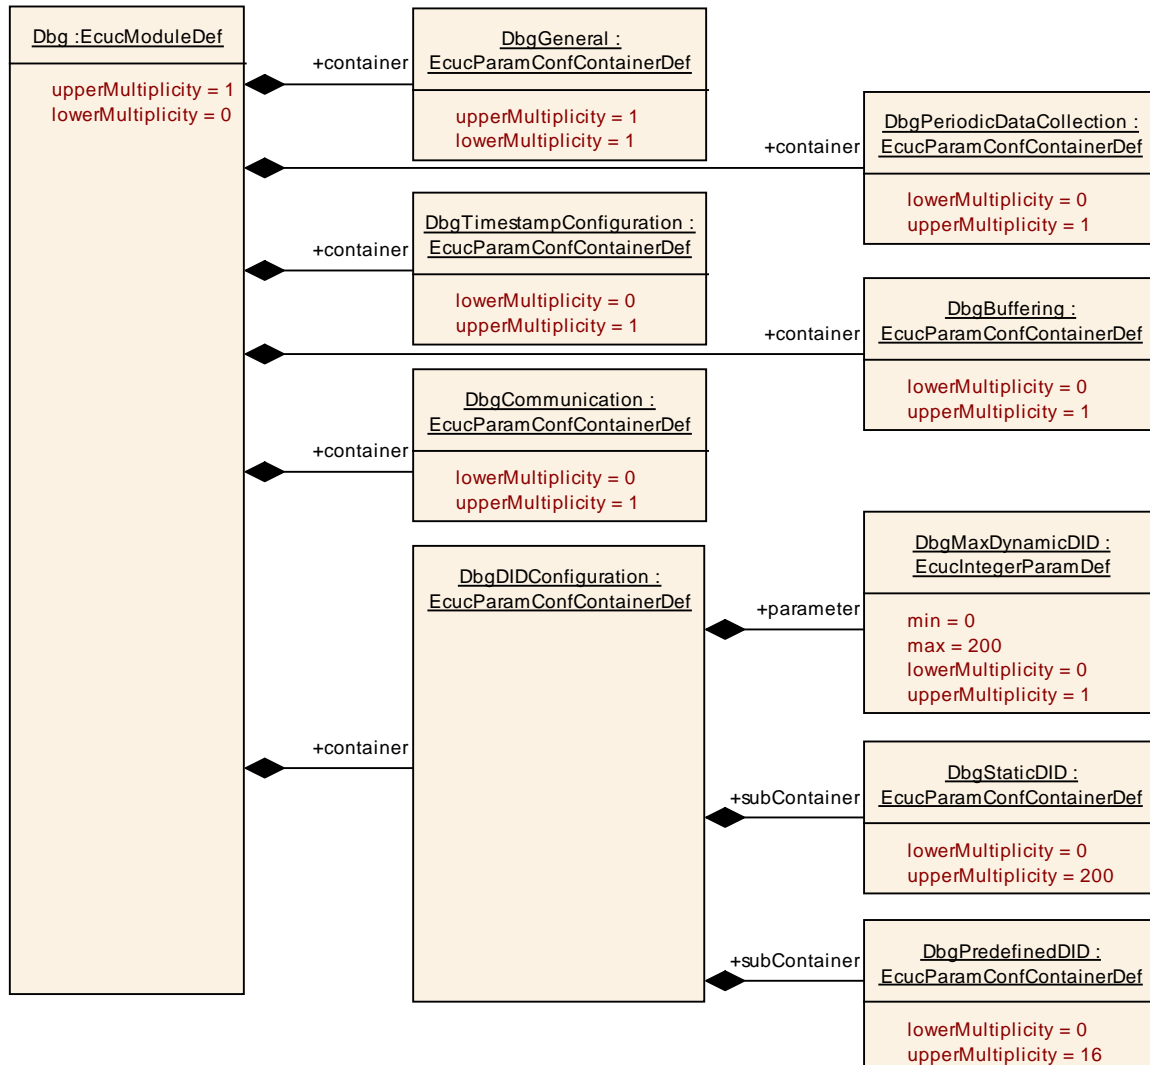 Dbg :EcucModuleDef
upperMultiplicity = 1
lowerMultiplicity = 0
+container
DbgGeneral :
EcucParamConfContainerDef
upperMultiplicity = 1
lowerMultiplicity = 1
+container
DbgPeriodicDataCollection :
EcucParamConfContainerDef
lowerMultiplicity = 0
upperMultiplicity = 1
+container
DbgTimestampConfiguration :
EcucParamConfContainerDef
lowerMultiplicity = 0
upperMultiplicity = 1
+container
DbgBuffering :
EcucParamConfContainerDef
lowerMultiplicity = 0
upperMultiplicity = 1
+container
DbgCommunication :
EcucParamConfContainerDef
lowerMultiplicity = 0
upperMultiplicity = 1
+container
DbgDIDConfiguration :
EcucParamConfContainerDef
+parameter
DbgMaxDynamicDID :
EcucIntegerParamDef
min = 0
max = 200
lowerMultiplicity = 0
upperMultiplicity = 1
+subContainer
DbgStaticDID :
EcucParamConfContainerDef
lowerMultiplicity = 0
upperMultiplicity = 200
+subContainer
DbgPredefinedDID :
EcucParamConfContainerDef
lowerMultiplicity = 0
upperMultiplicity = 16